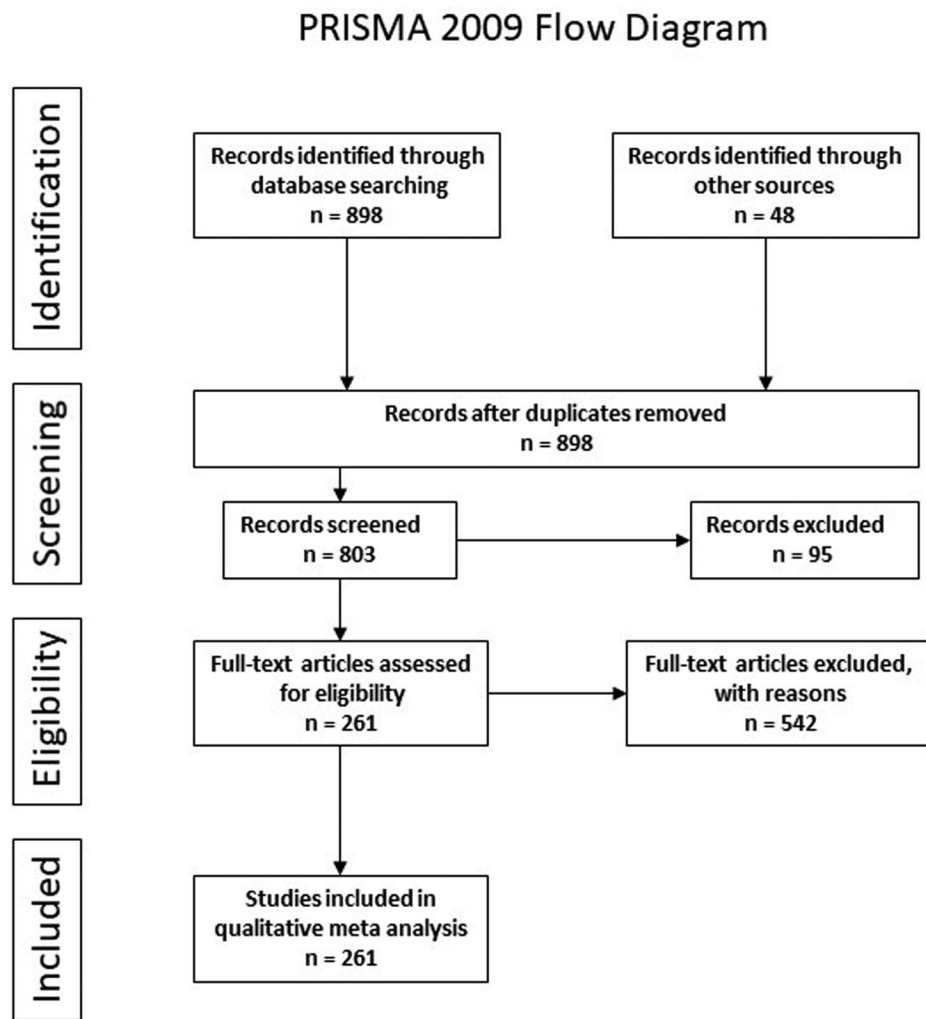 PRISMA 2009 Flow Diagram
Identification
Records identified through
database searching
n = 898
Records identified through
other sources
n = 48
Screening
Records after duplicates removed
n = 898
Records screened
n = 803
Records excluded
n = 95
Eligibility
Full-text articles assessed
for eligibility
n = 261
Full-text articles excluded,
with reasons
n = 542
Included
Studies included in
qualitative meta analysis
n = 261